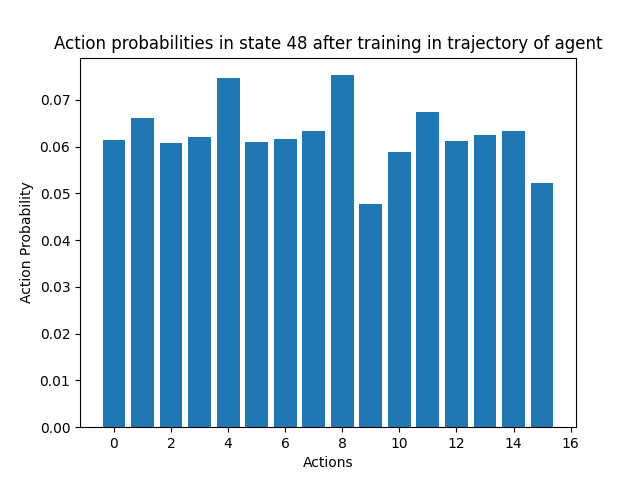 Action probabilities in state 48 after training in trajectory of agent
0.07
0.06
0.05
0.04
0.03
0.02
0.01
0.00
Action Probability
0 2 4 6 8 10 12 14 16
Actions